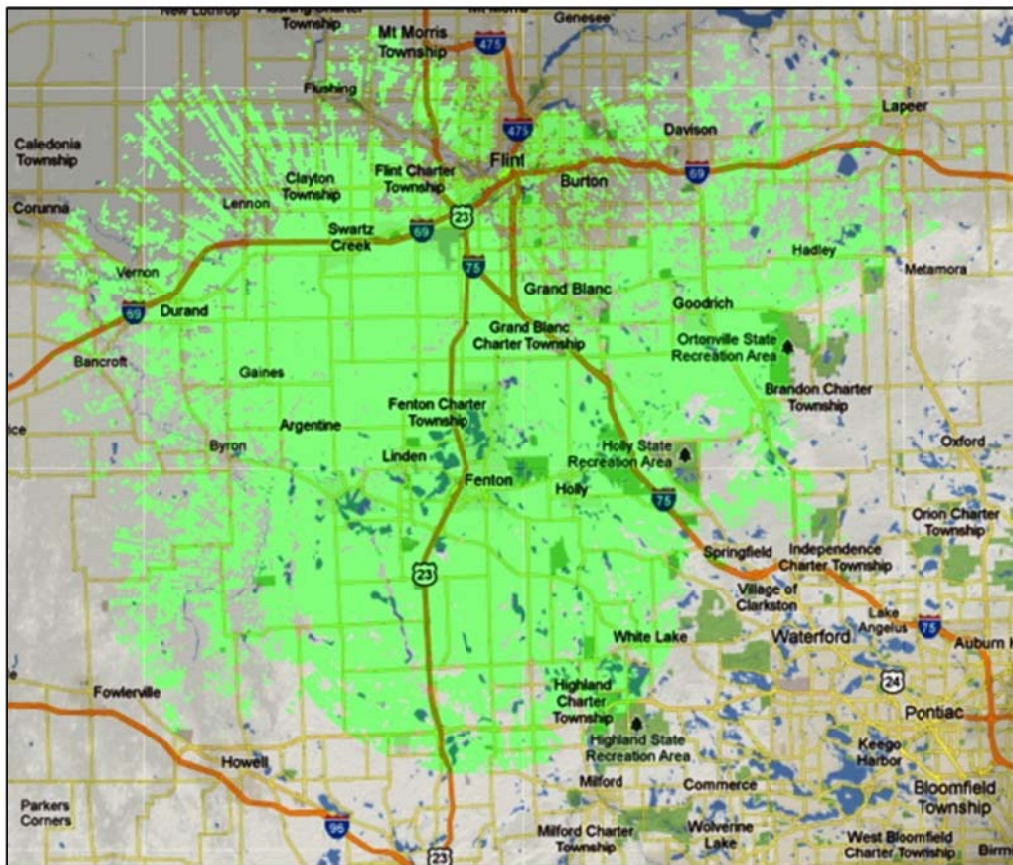 New Lothrop
Township
Mt Morris
Township
475
Genesee
Flushing
475
Davison
Lapeer
Caledonia
Township
Flint
Clayton
Township
Flint Charter
Township
69
Burton
Corunna
Lennon
23
Swartz
Creek
69
Vernon
75
Hadley
Metamora
Grand Blanc
69
Durand
Goodrich
Grand Blanc
Charter Township
Ortonville State
Recreation Area
Bancroft
Gaines
Brandon Charter
Township
Fenton Charter
Township
Argentine
Byron
Linden
Holly State
Recreation Area
Oxford
Fenton
Holly
75
Orion Charter
Township
Springfield
Independence
Charter Township
23
Village of
Clarkston
Lake
Angelus
75
White Lake
Waterford
Auburn
24
Fowlerville
Highland
Charter
Township
Pontiac
Highland State
Recreation Area
Keego
Harbor
Howell
Milford
Commerce
Bloomfield
Township
Parkers
Corners
96
Milford Charter
Township
Wolverine
Lake
West Bloomfield
Charter Township
23
Birm